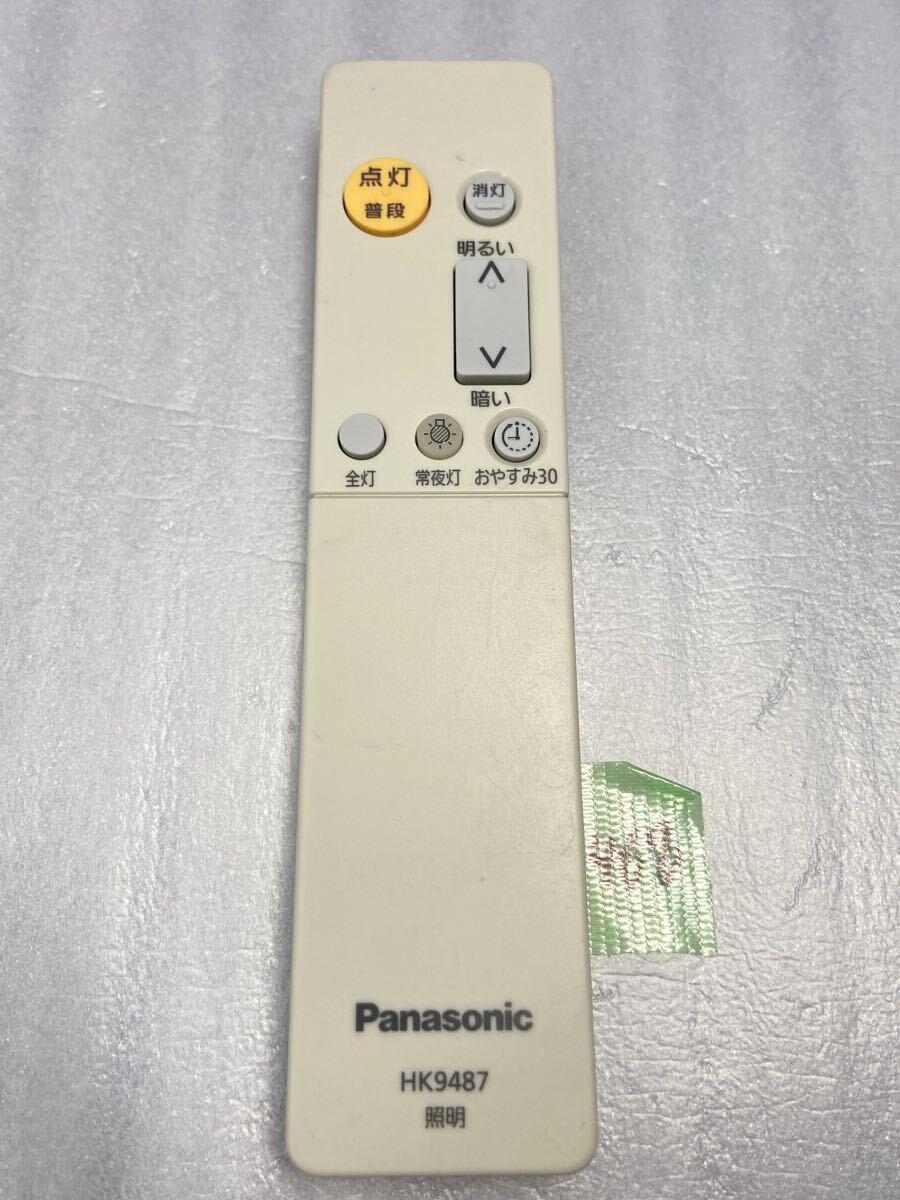 点灯
普段
消灯
明るい
暗い
全灯
常夜灯
おやすみ30
Panasonic
HK9487
照明